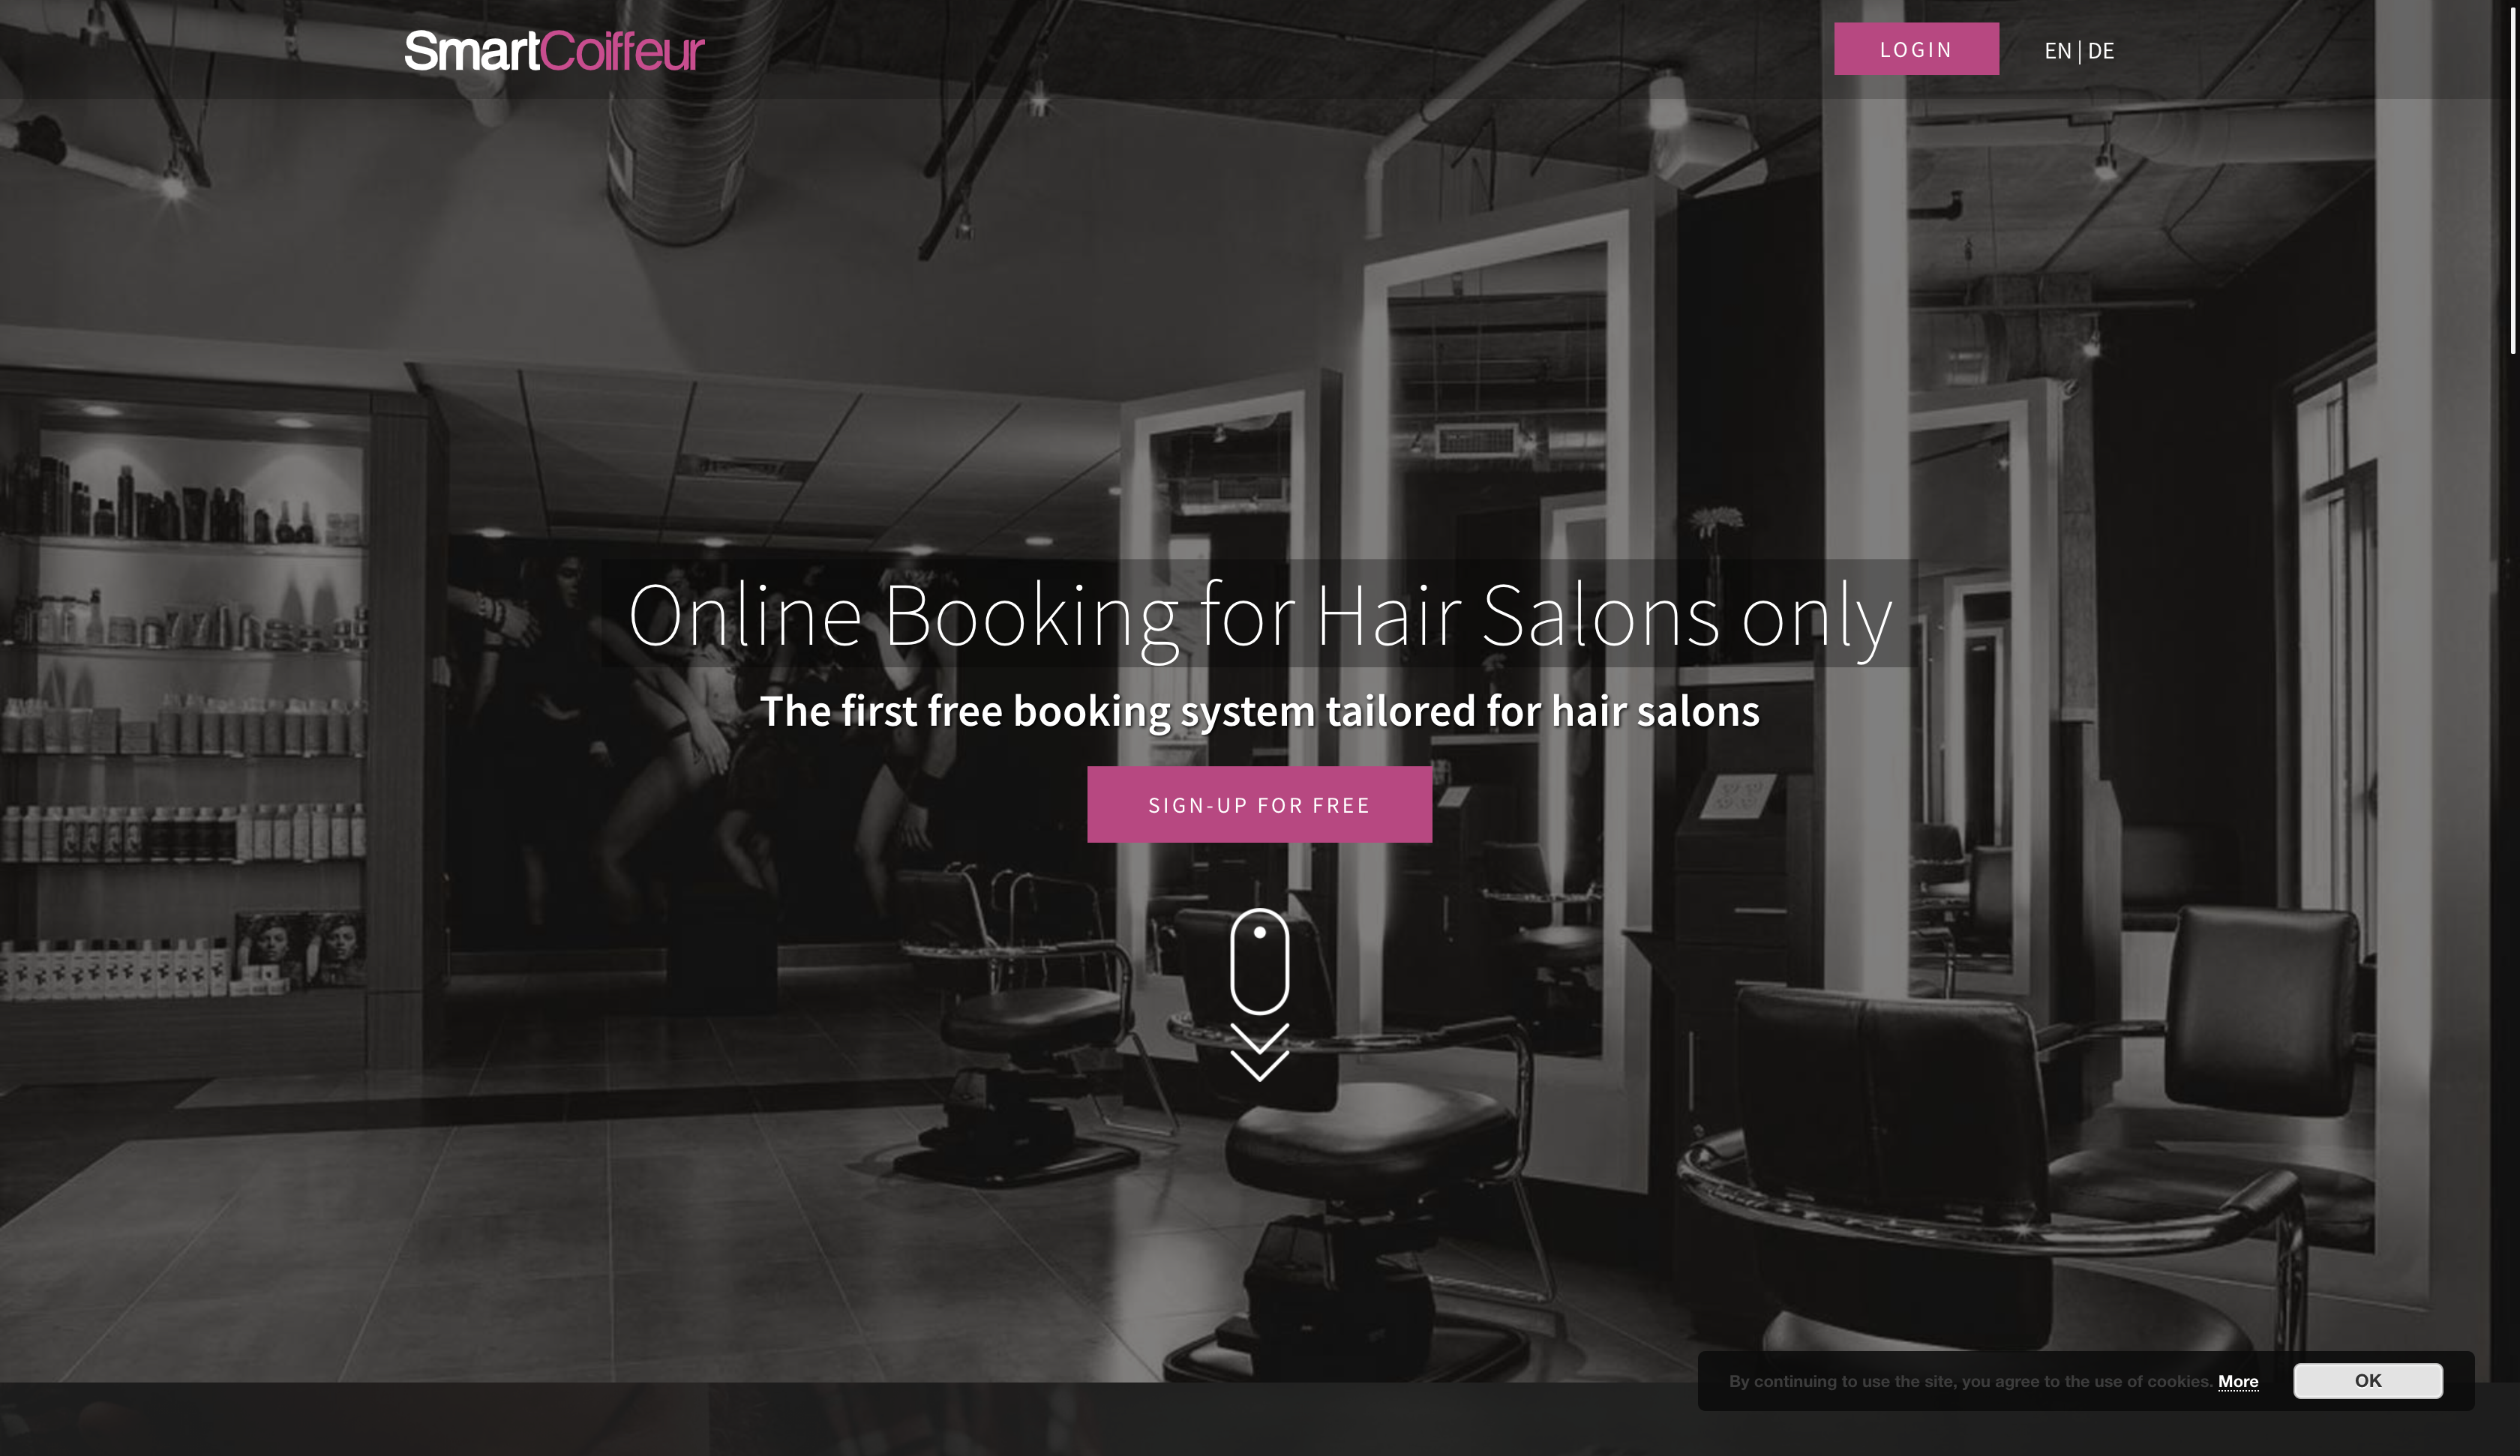 SmartCoiffeur
LOGIN
EN | DE
Online Booking for Hair Salons only
The first free booking system tailored for hair salons
SIGN-UP FOR FREE
By continuing to use the site, you agree to the use of cookies. More
OK